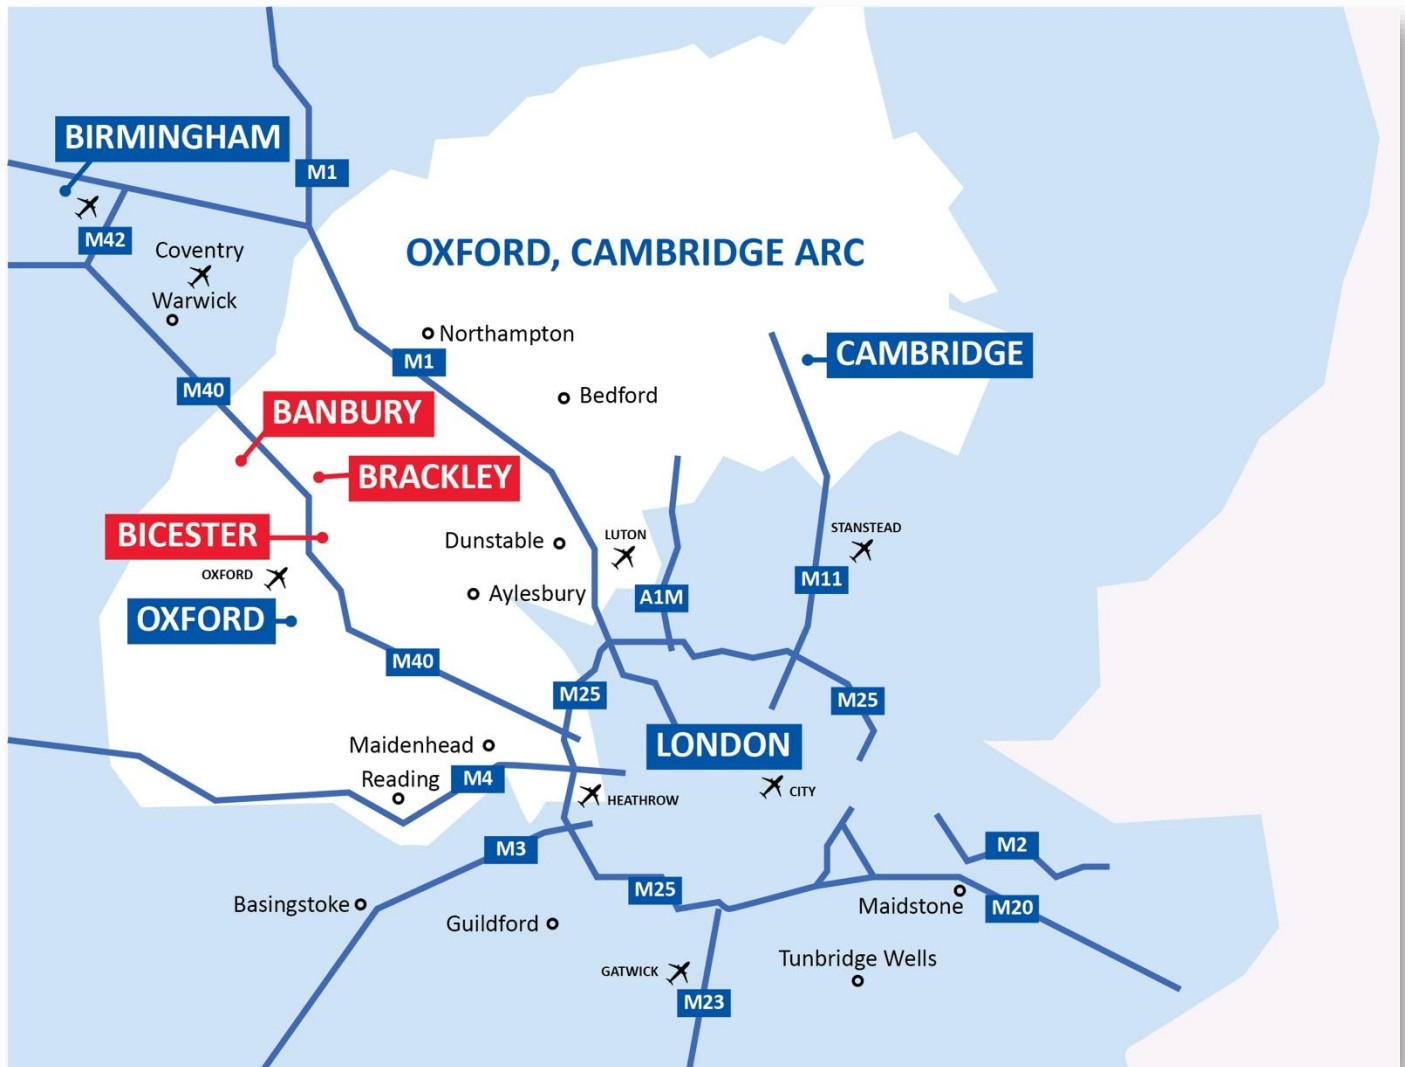 BIRMINGHAM
M1
M42
Coventry
Warwick
OXFORD, CAMBRIDGE ARC
Northampton
M1
CAMBRIDGE
M40
BANBURY
Bedford
BRACKLEY
BICESTER
Dunstable
LUTON
STANSTEAD
OXFORD
Aylesbury
A1M
M11
OXFORD
M40
M25
M25
Maidenhead
LONDON
Reading
M4
HEATHROW
CITY
M3
M2
M25
Basingstoke
Maidstone
M20
Guildford
Tunbridge Wells
GATWICK
M23